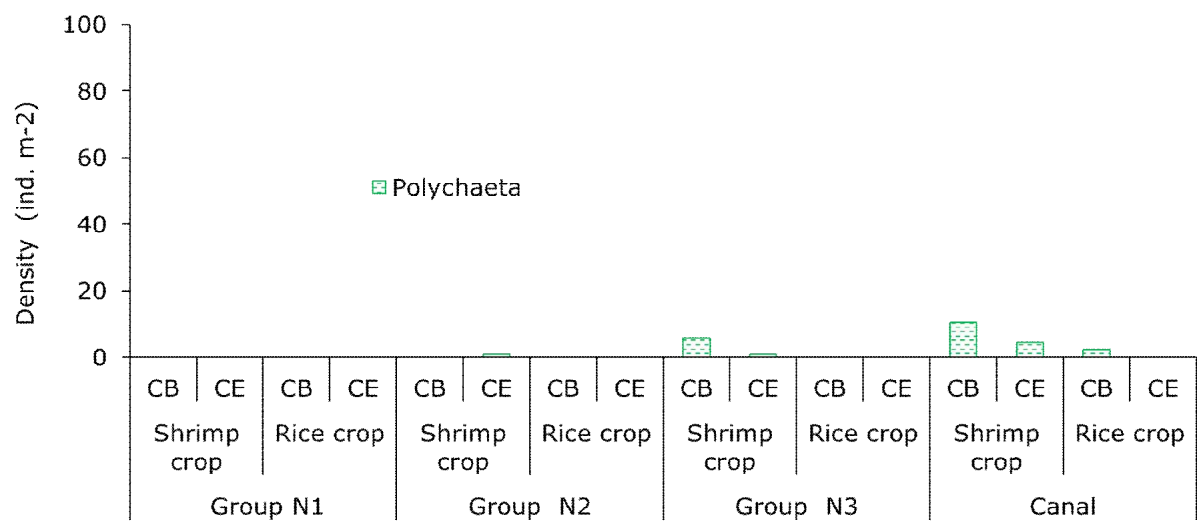 100
80
60
40
20
0
Density (ind. m-2)
Polychaeta
CB CE CB CE CB CE CB CE CB CE CB CE CB CE CB CE
Shrimp crop Rice crop Shrimp crop Rice crop Shrimp crop Rice crop Shrimp crop Rice crop
Group N1 Group N2 Group N3 Canal